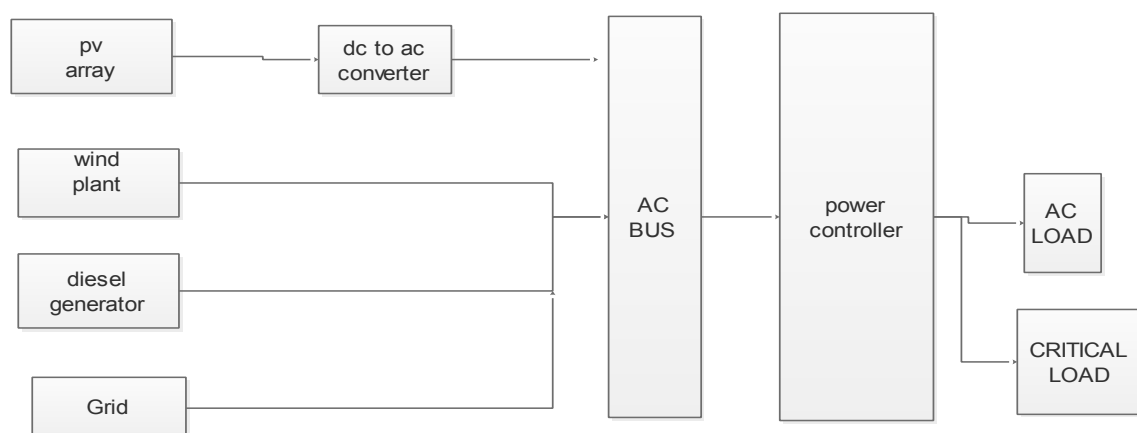 pv
array
dc to ac
converter
wind
plant
diesel
generator
Grid
AC
BUS
power
controller
AC
LOAD
CRITICAL
LOAD